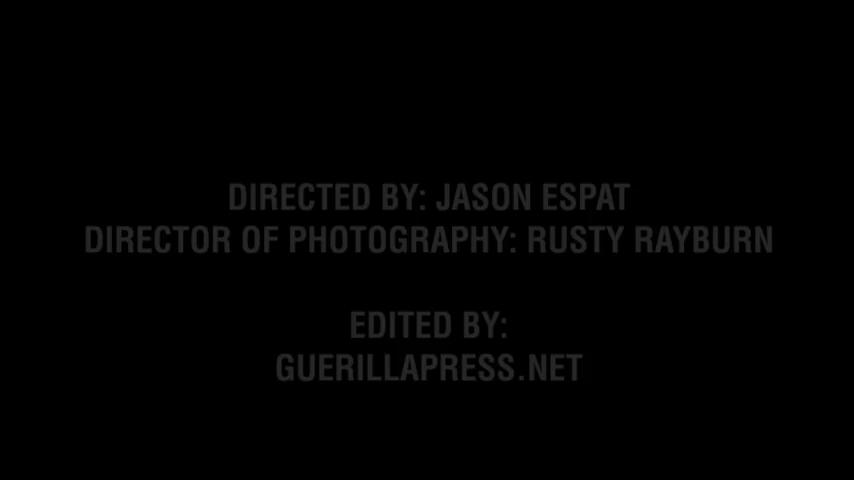 DIRECTED BY: JASON ESPAT
DIRECTOR OF PHOTOGRAPHY: RUSTY RAYBURN
EDITED BY:
GUERILLAPRESS.NET